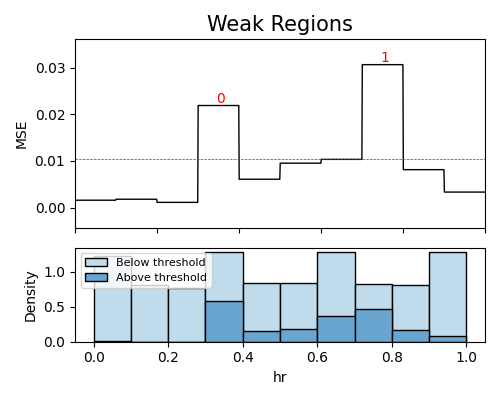 Weak Regions
0.03
0.02
0.01
0.00
MSE
0
1
Below threshold
Above threshold
1.0
0.5
0.0
Density
0.0 0.2 0.4 0.6 0.8 1.0
hr